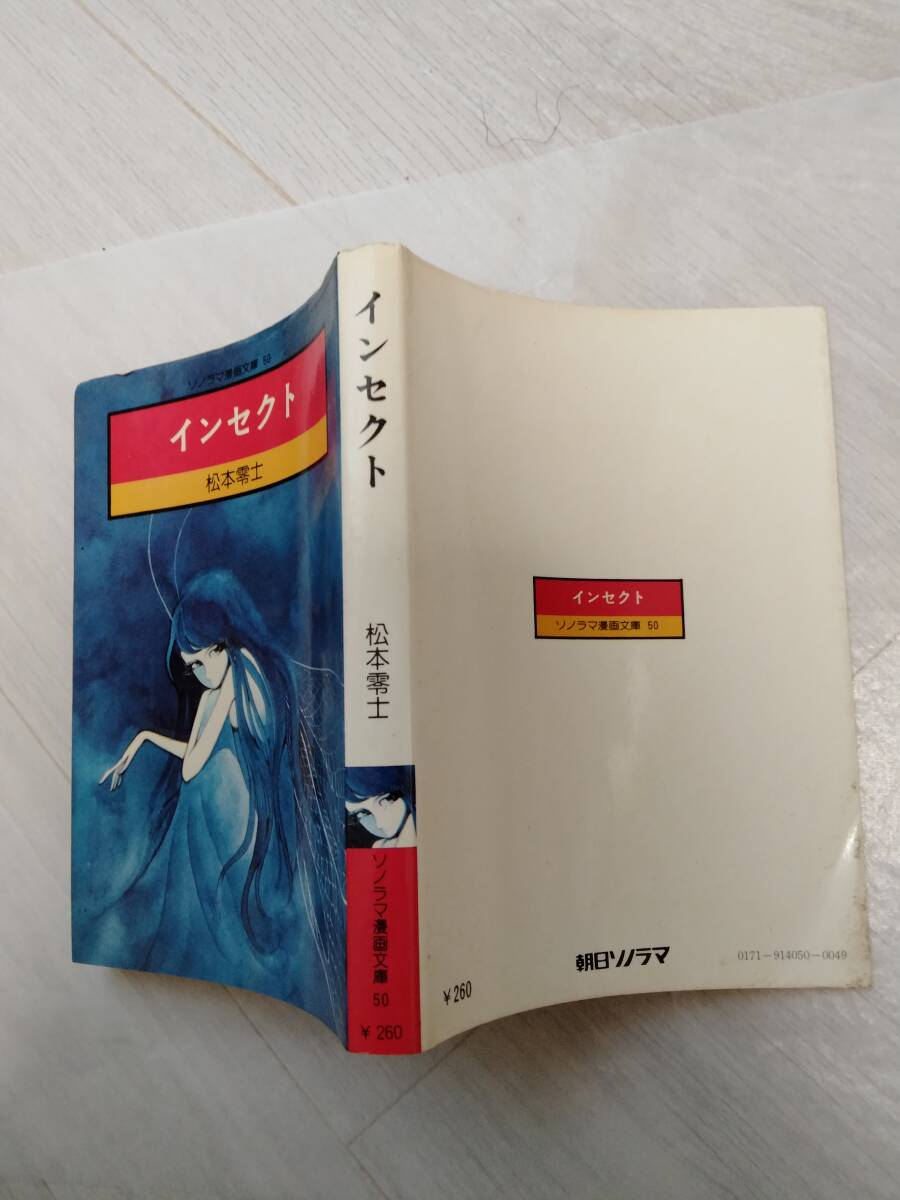 ソノラマ漫画文庫 50
インセクト
松本零士
インセクト
松本零士
ソノラマ漫画文庫 50
¥260
インセクト
ソノラマ漫画文庫 50
朝日ソノラマ
0171-914050-0049
¥260